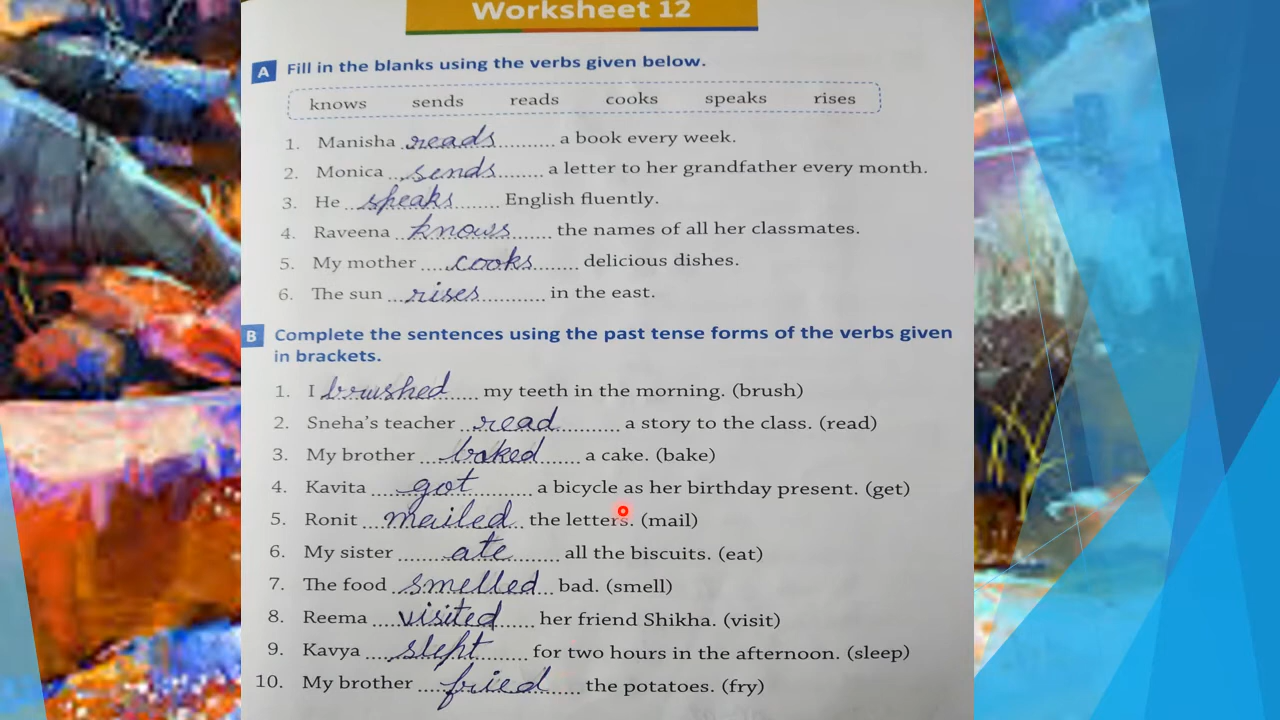 Worksheet 12
A Fill in the blanks using the verbs given below.
knows sends reads cooks speaks rises
1. Manisha reads a book every week.
2. Monica sends a letter to her grandfather every month.
3. He speaks English fluently.
4. Raveena knows the names of all her classmates.
5. My mother cooks delicious dishes.
6. The sun rises in the east.
B Complete the sentences using the past tense forms of the verbs given
in brackets.
1. I brushed my teeth in the morning. (brush)
2. Sneha's teacher read a story to the class. (read)
3. My brother baked a cake. (bake)
4. Kavita got a bicycle as her birthday present. (get)
5. Ronit mailed the letters. (mail)
6. My sister ate all the biscuits. (eat)
7. The food smelled bad. (smell)
8. Reema visited her friend Shikha. (visit)
9. Kavya slept for two hours in the afternoon. (sleep)
10. My brother fried the potatoes. (fry)